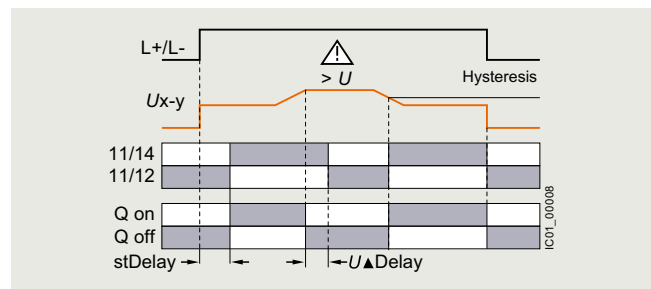 L+/L-
> U
Hysteresis
Ux-y
11/14
11/12
Q on
Q off
stDelay
U▲Delay
IC01_00008